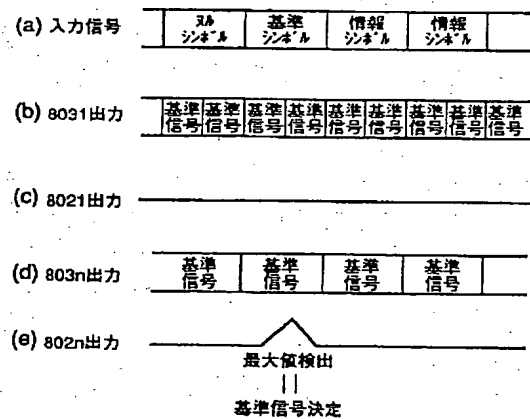 (a) 入力信号
ヌル シンボル
基準 シンボル
情報 シンボル
情報 シンボル
(b) 8031出力
基準 基準 基準 基準 基準 基準 基準 基準 基準
信号 信号 信号 信号 信号 信号 信号 信号 信号
(c) 8021出力
(d) 803n出力
基準 基準 基準 基準
信号 信号 信号 信号
(e) 802n出力
最大値検出
基準信号決定